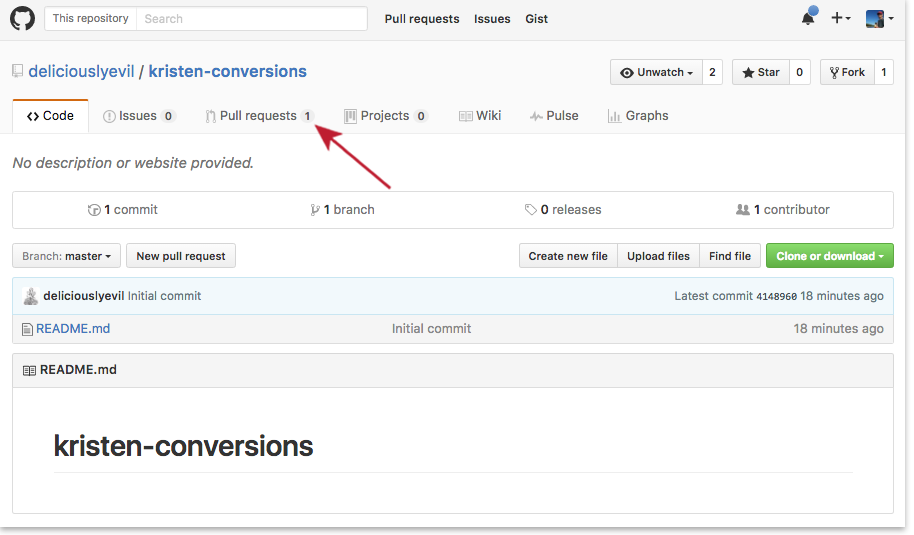 This repository Search Pull requests Issues Gist
deliciouslyevil / kristen-conversions
Unwatch 2 Star 0 Fork 1
Code Issues 0 Pull requests 1 Projects 0 Wiki Pulse Graphs
No description or website provided.
1 commit 1 branch 0 releases 1 contributor
Branch: master New pull request Create new file Upload files Find file Clone or download
deliciouslyevil Initial commit Latest commit 4148960 18 minutes ago
README.md Initial commit 18 minutes ago
README.md
kristen-conversions